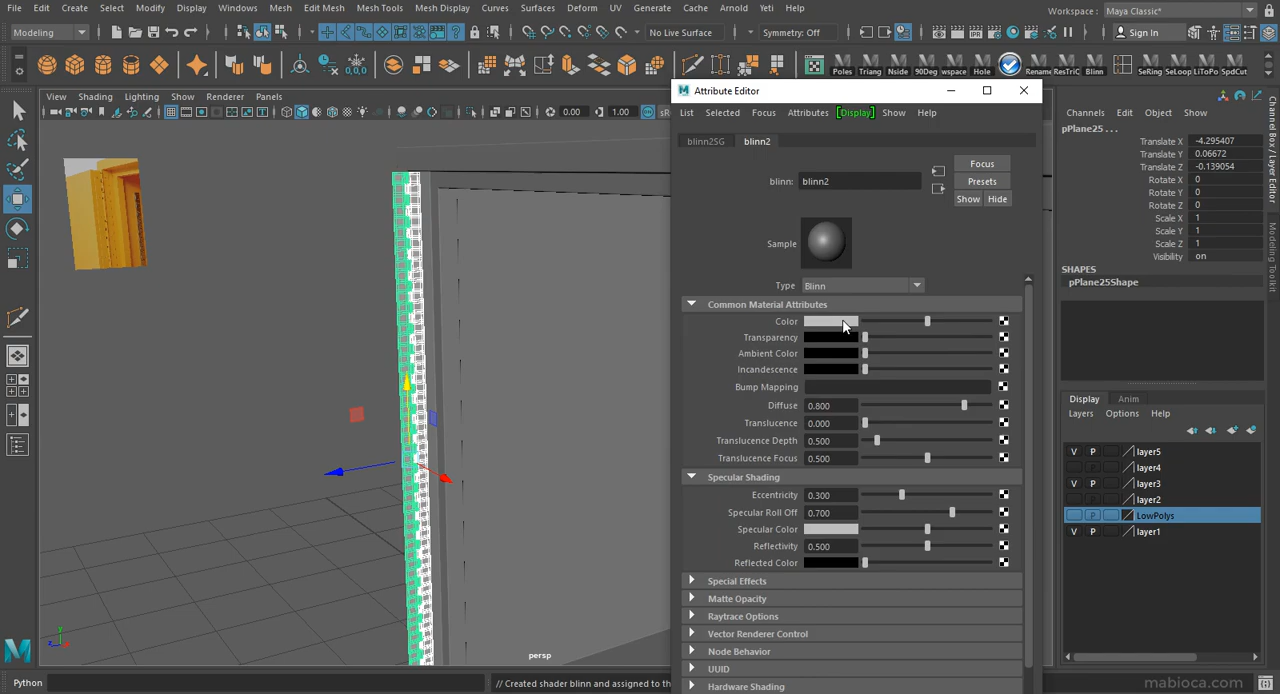 File Edit Create Select Modify Display Windows Mesh Edit Mesh Mesh Tools Mesh Display Curves Surfaces Deform UV Generate Cache Arnold Yeti Help
Workspace : Maya Classic*
Modeling
No Live Surface
Symmetry: Off
Sign In
Poles Triang Nside 90Deg wspace Hole Rename ResTriC Blinn SeRing SeLoop LiToPo SpdCut
View Shading Lighting Show Renderer Panels
0.00 1.00
persp
Attribute Editor
List Selected Focus Attributes [Display] Show Help
blinn2SG blinn2
Focus
blinn: blinn2
Presets
Show Hide
Sample
Type Blinn
Common Material Attributes
Color
Transparency
Ambient Color
Incandescence
Bump Mapping
Diffuse 0.800
Translucence 0.000
Translucence Depth 0.500
Translucence Focus 0.500
Specular Shading
Eccentricity 0.300
Specular Roll Off 0.700
Specular Color
Reflectivity 0.500
Reflected Color
Special Effects
Matte Opacity
Raytrace Options
Vector Renderer Control
Node Behavior
UUID
Hardware Shading
Channels Edit Object Show
pPlane25 ...
Translate X -4.295407
Translate Y 0.06672
Translate Z -0.139054
Rotate X 0
Rotate Y 0
Rotate Z 0
Scale X 1
Scale Y 1
Scale Z 1
Visibility on
SHAPES
pPlane25Shape
Display Anim
Layers Options Help
V P layer5
P layer4
V P layer3
layer2
P LowPolys
V P layer1
Channel Box / Layer Editor
Modeling Toolkit
Python
// Created shader blinn and assigned to the
mabioca.com